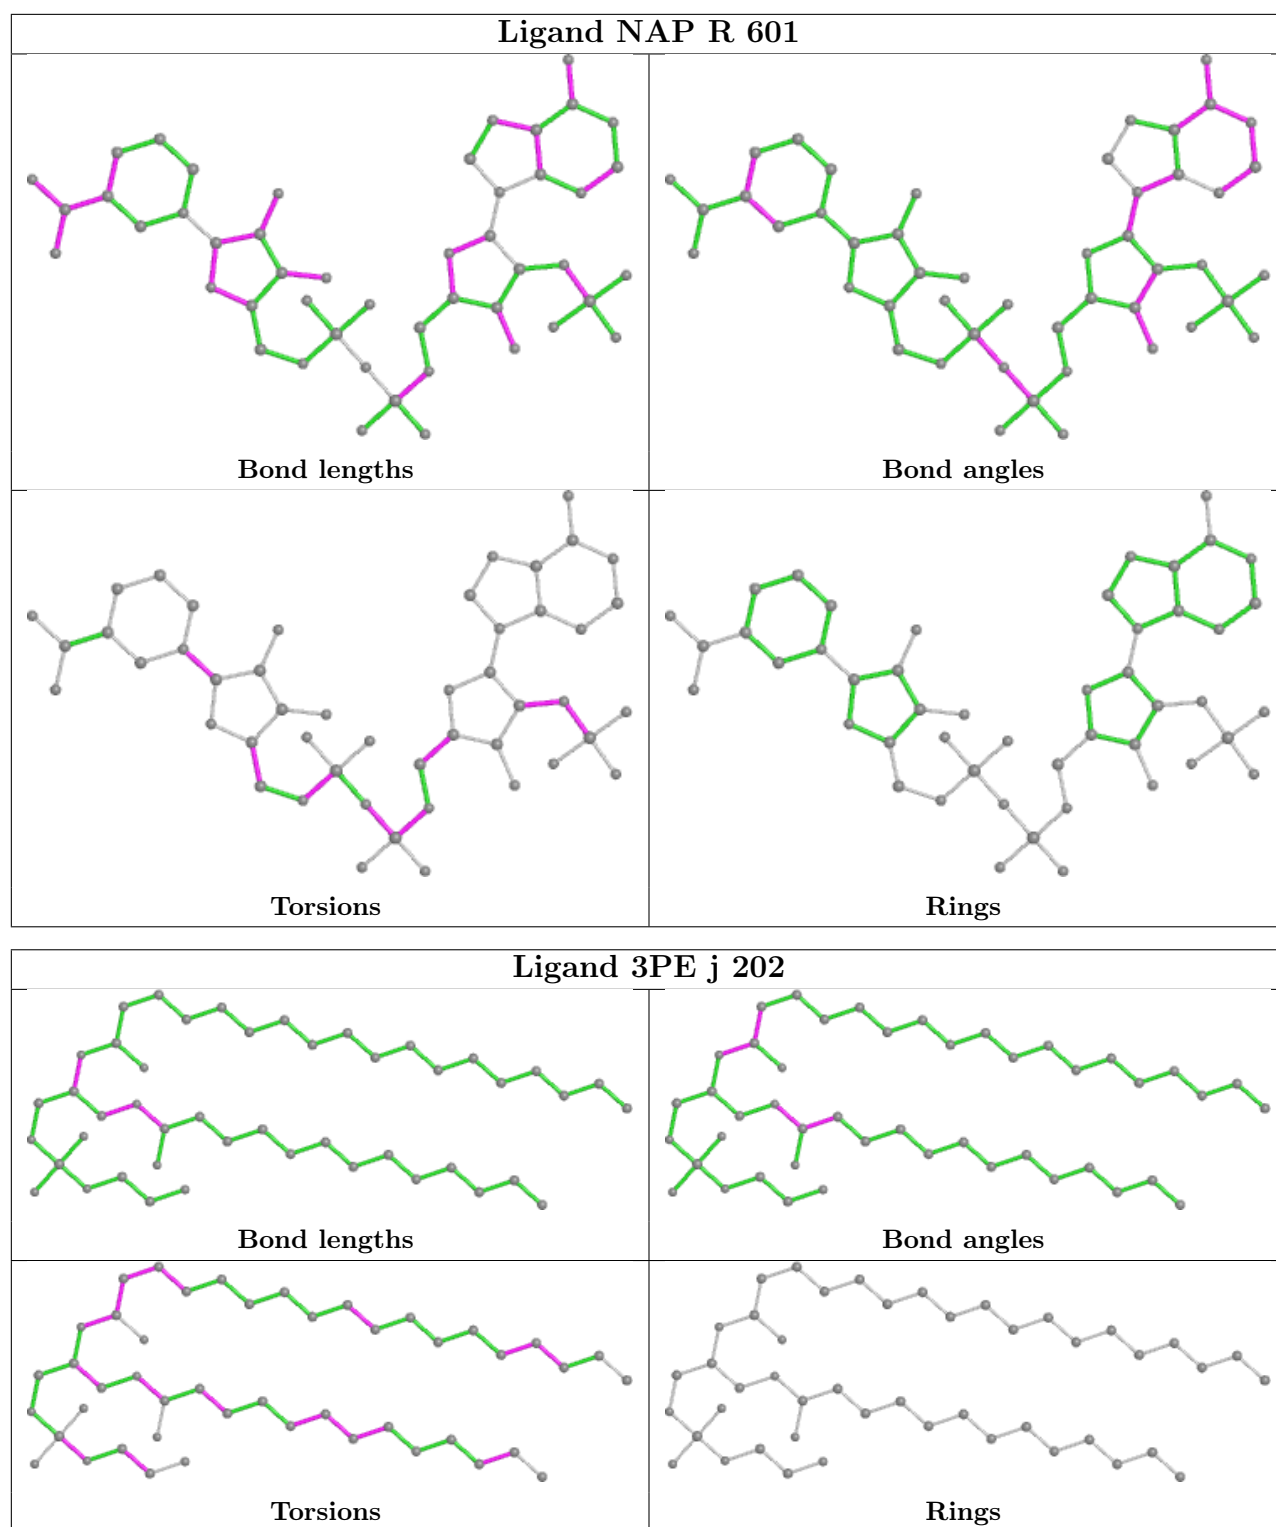 Ligand NAP R 601
Bond lengths
Bond angles
Torsions
Rings
Ligand 3PE j 202
Bond lengths
Bond angles
Torsions
Rings